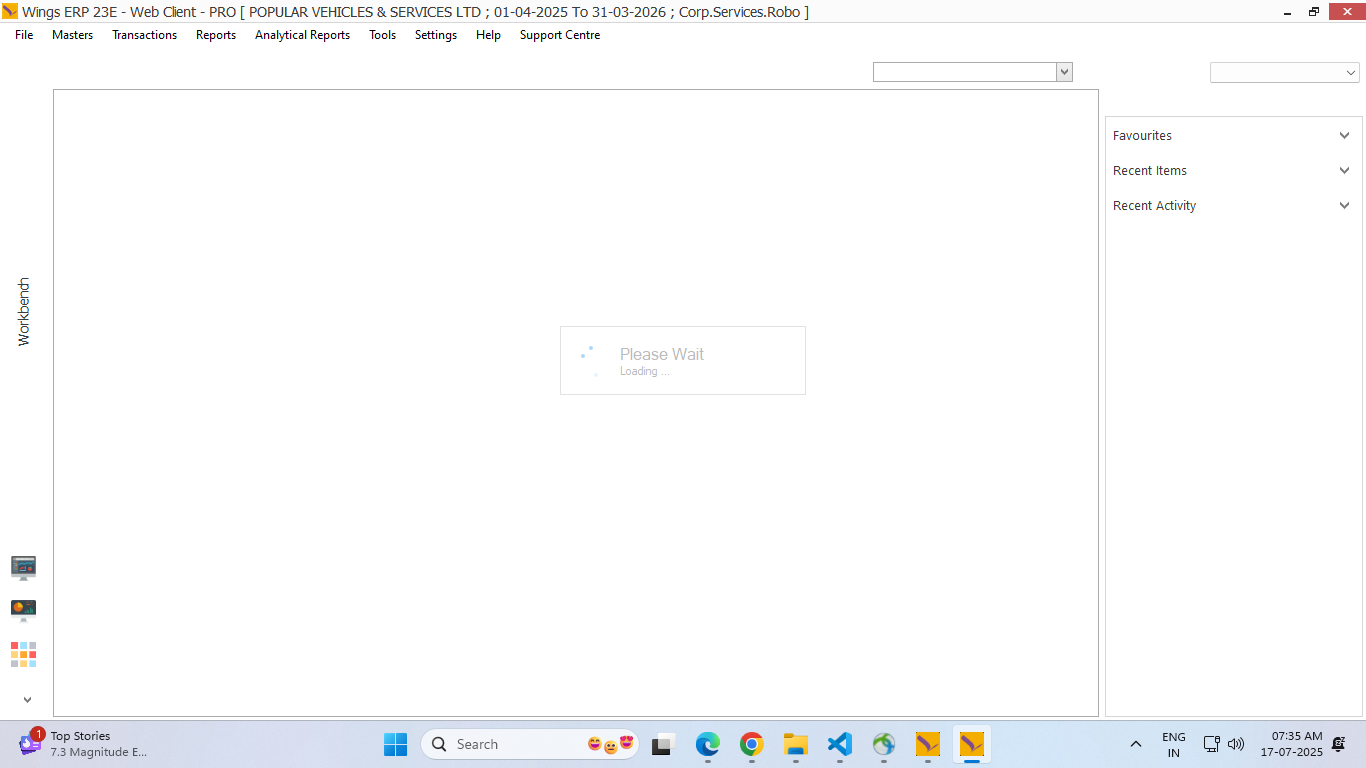 Wings ERP 23E - Web Client - PRO [ POPULAR VEHICLES & SERVICES LTD ; 01-04-2025 To 31-03-2026 ; Corp.Services.Robo ]
File Masters Transactions Reports Analytical Reports Tools Settings Help Support Centre
Favourites
Recent Items
Recent Activity
Workbench
Please Wait
Loading ...
1
Top Stories
7.3 Magnitude E...
Search
ENG
IN
07:35 AM
17-07-2025